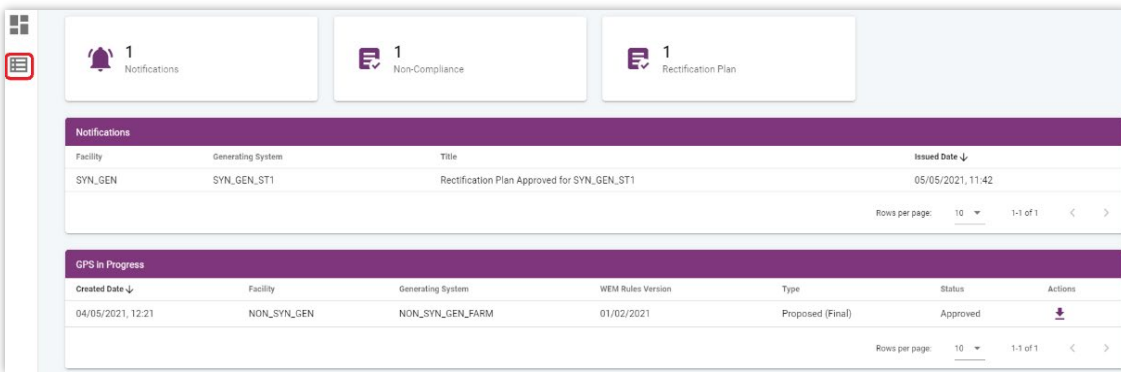 1
Notifications
1
Non-Compliance
1
Rectification Plan
Notifications
Facility Generating System Title Issued Date ↓
SYN_GEN SYN_GEN_ST1 Rectification Plan Approved for SYN_GEN_ST1 05/05/2021, 11:42
Rows per page: 10 1-1 of 1
GPS in Progress
Created Date ↓ Facility Generating System WEM Rules Version Type Status Actions
04/05/2021, 12:21 NON_SYN_GEN NON_SYN_GEN_FARM 01/02/2021 Proposed (Final) Approved
Rows per page: 10 1-1 of 1